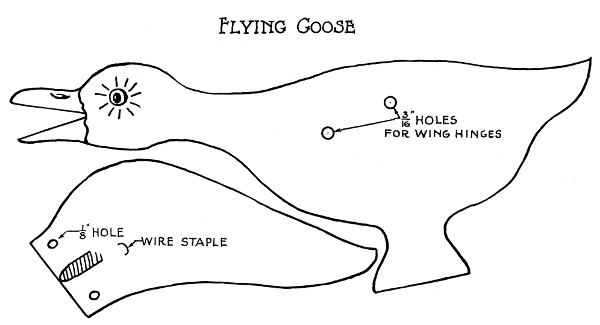 FLYING GOOSE
3/16" HOLES
FOR WING HINGES
1/8" HOLE
WIRE STAPLE